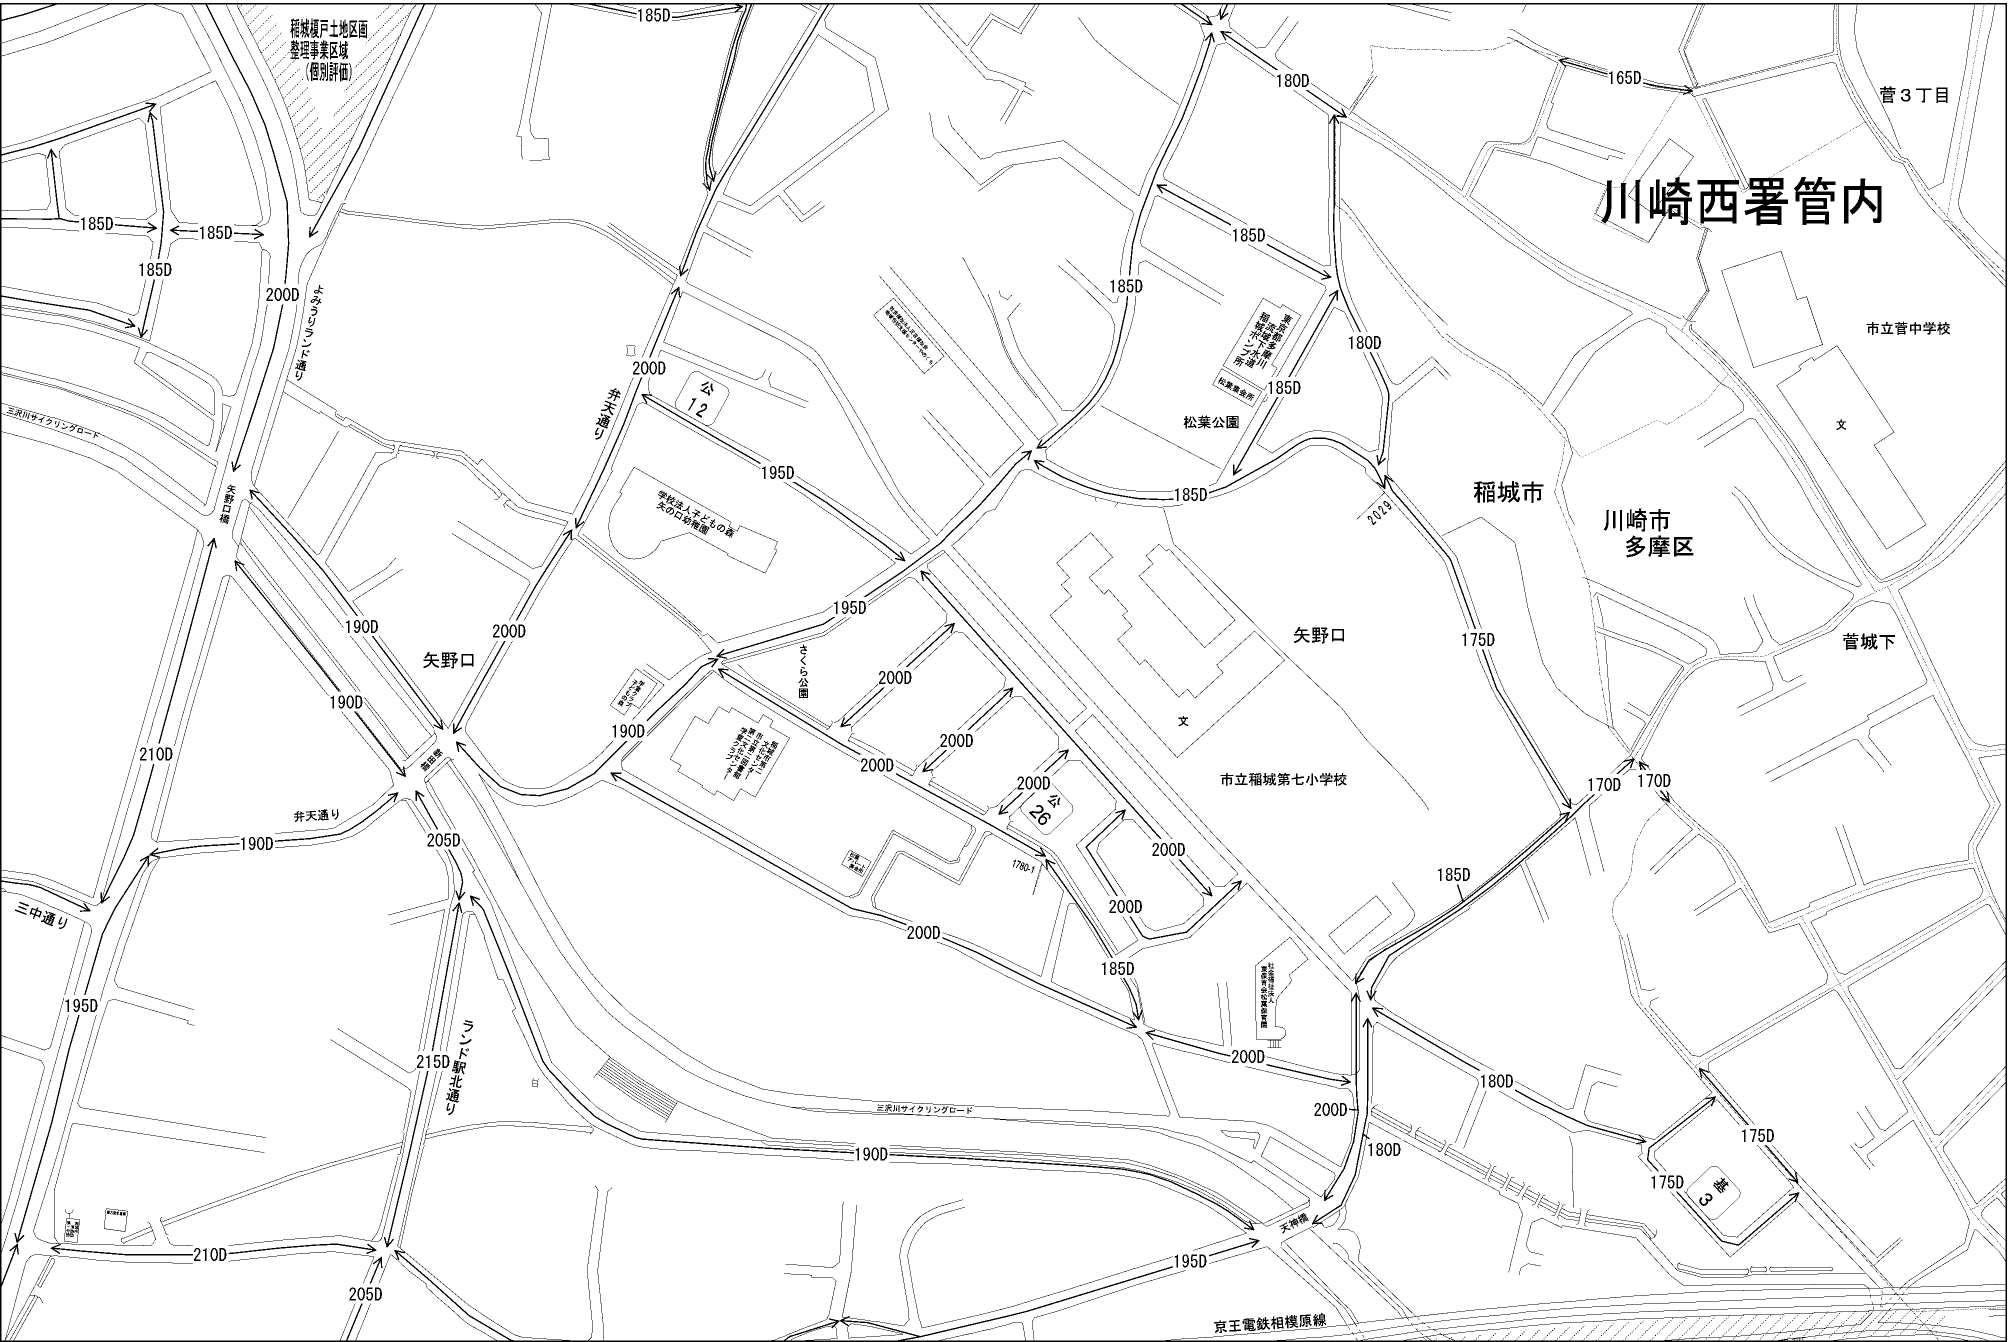 185D
稲城榎戸土地区画
整理事業区域
(個別評価)
180D
165D
菅３丁目
川崎西署管内
185D
185D
185D
185D
200D
185D
よみうりランド通り
市立菅中学校
東京都多摩川
流域下水道
稲城ポンプ所
180D
200D
松葉集会所
185D
公
12
弁天通り
松葉公園
文
三沢川サイクリングロード
195D
矢野口橋
学校法人子どもの森
矢の口幼稚園
185D
2029
稲城市
川崎市
多摩区
195D
190D
200D
矢野口
矢野口
175D
菅城下
さくら公園
200D
190D
190D
文
200D
210D
200D
200D
市立稲城第七小学校
170D
170D
公
26
弁天通り
190D
205D
200D
1780-1
185D
三中通り
200D
200D
185D
195D
ランド駅北通り
215D
200D
180D
三沢川サイクリングロード
200D
175D
190D
180D
175D
基
3
天神橋
210D
195D
205D
京王電鉄相模原線